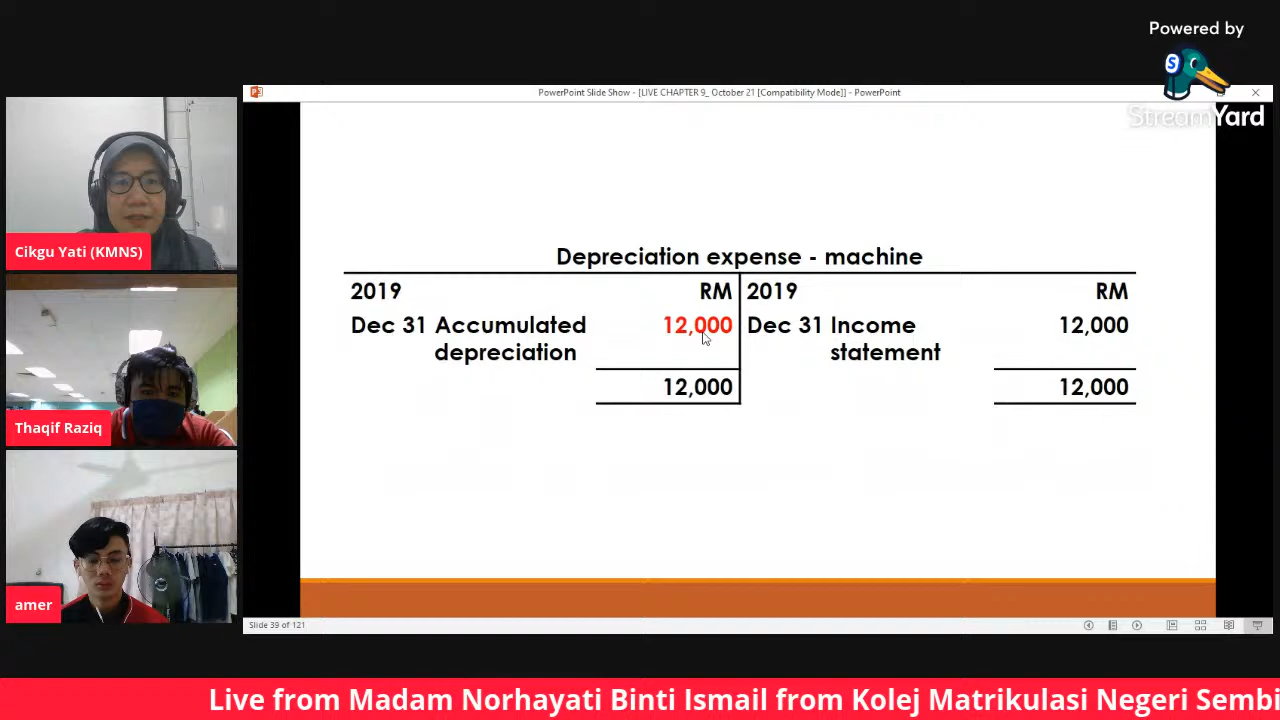 Powered by
StreamYard
S
PowerPoint Slide Show - [LIVE CHAPTER 9_ October 21 [Compatibility Mode]] - PowerPoint
Cikgu Yati (KMNS)
Thaqif Raziq
amer
Depreciation expense - machine
2019 RM 2019 RM
Dec 31 Accumulated 12,000 Dec 31 Income 12,000
depreciation statement
12,000 12,000
Slide 39 of 121
Live from Madam Norhayati Binti Ismail from Kolej Matrikulasi Negeri Sembi